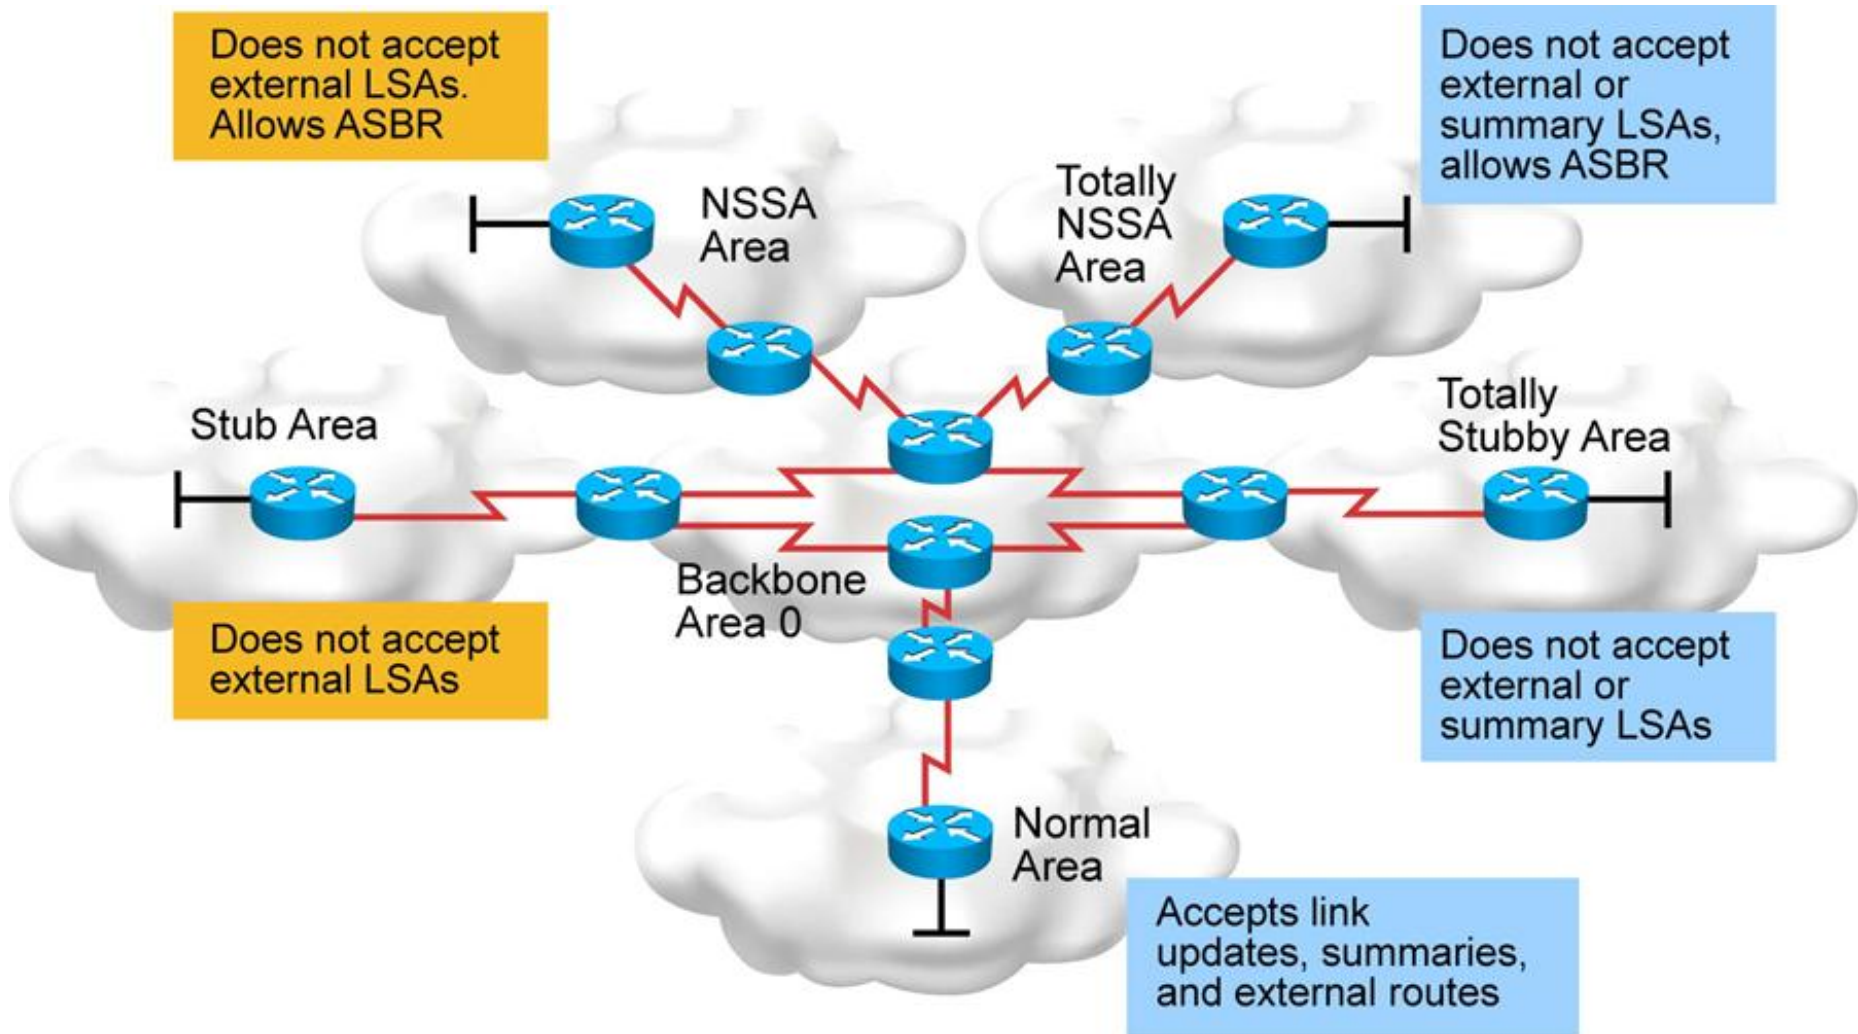 Does not accept
external LSAs.
Allows ASBR
Does not accept
external or
summary LSAs,
allows ASBR
NSSA
Area
Totally
NSSA
Area
Stub Area
Totally
Stubby Area
Backbone
Area 0
Does not accept
external LSAs
Does not accept
external or
summary LSAs
Normal
Area
Accepts link
updates, summaries,
and external routes